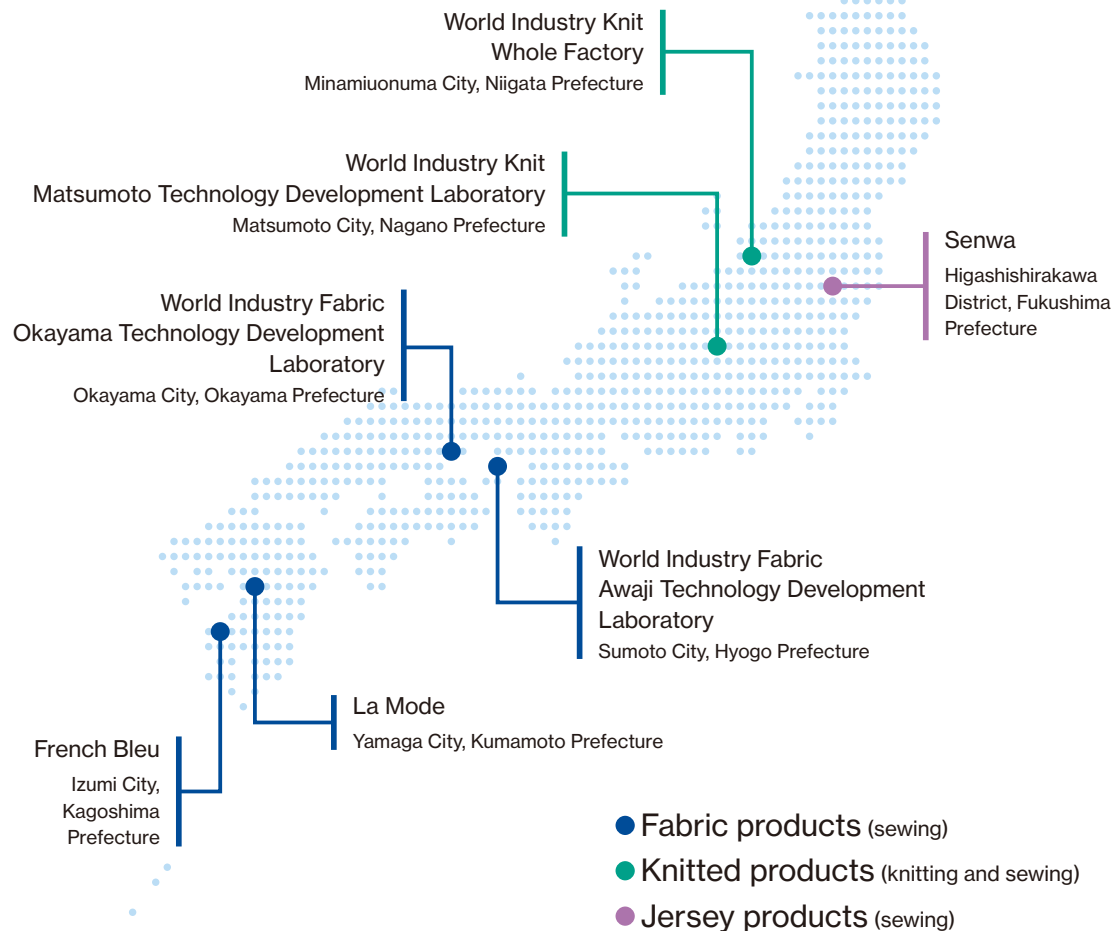 World Industry Knit
Whole Factory
Minamiuonuma City, Niigata Prefecture
World Industry Knit
Matsumoto Technology Development Laboratory
Matsumoto City, Nagano Prefecture
Senwa
Higashishirakawa
District, Fukushima
Prefecture
World Industry Fabric
Okayama Technology Development
Laboratory
Okayama City, Okayama Prefecture
World Industry Fabric
Awaji Technology Development
Laboratory
Sumoto City, Hyogo Prefecture
La Mode
Yamaga City, Kumamoto Prefecture
French Bleu
Izumi City,
Kagoshima
Prefecture
Fabric products (sewing)
Knitted products (knitting and sewing)
Jersey products (sewing)